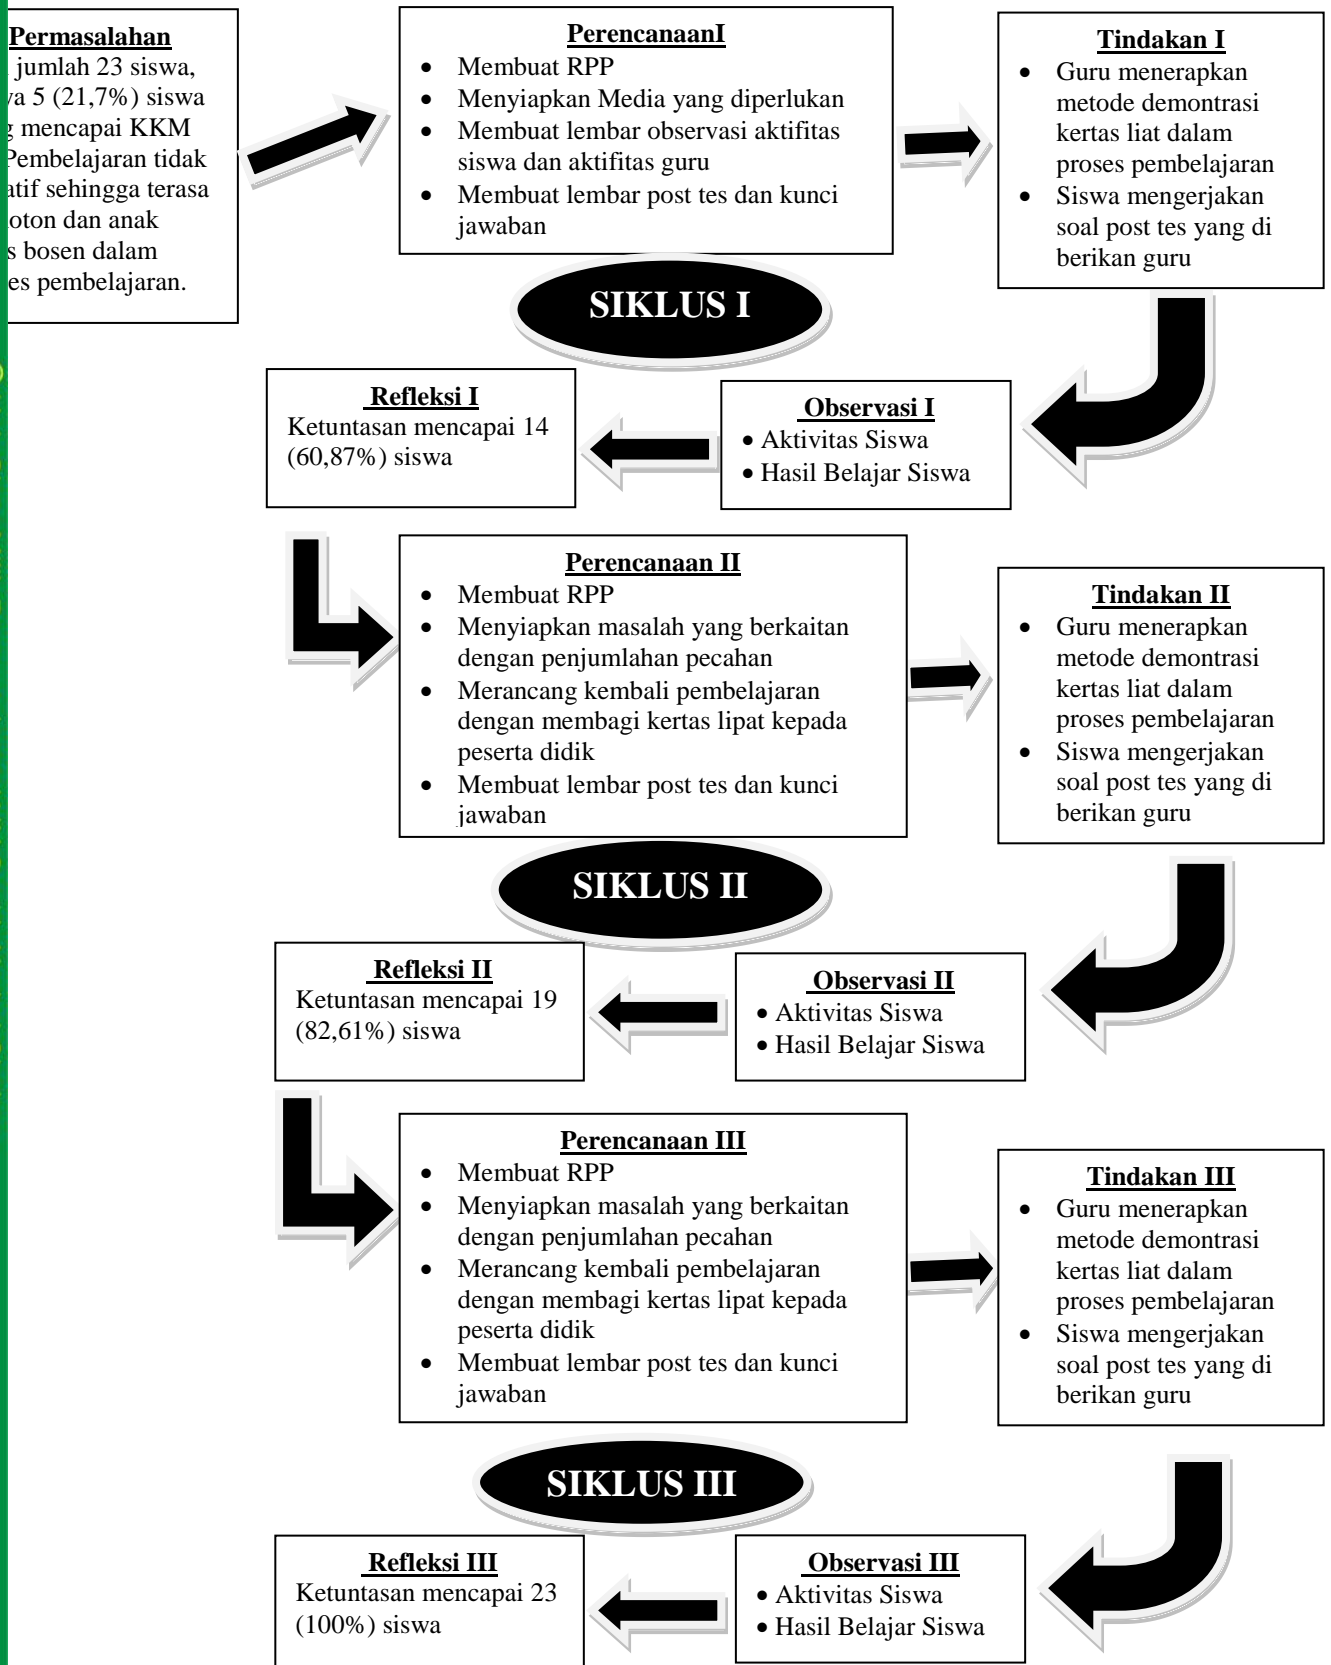 Permasalahan
jumlah 23 siswa,
5 (21,7%) siswa
mencapai KKM
Pembelajaran tidak
sehingga terasa
dan anak
bosen dalam
pembelajaran.
PerencanaanI
• Membuat RPP
• Menyiapkan Media yang diperlukan
• Membuat lembar observasi aktifitas
siswa dan aktifitas guru
• Membuat lembar post tes dan kunci
jawaban
Tindakan I
• Guru menerapkan
metode demontrasi
kertas liat dalam
proses pembelajaran
• Siswa mengerjakan
soal post tes yang di
berikan guru
SIKLUS I
Refleksi I
Ketuntasan mencapai 14
(60,87%) siswa
Observasi I
• Aktivitas Siswa
• Hasil Belajar Siswa
Perencanaan II
• Membuat RPP
• Menyiapkan masalah yang berkaitan
dengan penjumlahan pecahan
• Merancang kembali pembelajaran
dengan membagi kertas lipat kepada
peserta didik
• Membuat lembar post tes dan kunci
jawaban
Tindakan II
• Guru menerapkan
metode demontrasi
kertas liat dalam
proses pembelajaran
• Siswa mengerjakan
soal post tes yang di
berikan guru
SIKLUS II
Refleksi II
Ketuntasan mencapai 19
(82,61%) siswa
Observasi II
• Aktivitas Siswa
• Hasil Belajar Siswa
Perencanaan III
• Membuat RPP
• Menyiapkan masalah yang berkaitan
dengan penjumlahan pecahan
• Merancang kembali pembelajaran
dengan membagi kertas lipat kepada
peserta didik
• Membuat lembar post tes dan kunci
jawaban
Tindakan III
• Guru menerapkan
metode demontrasi
kertas liat dalam
proses pembelajaran
• Siswa mengerjakan
soal post tes yang di
berikan guru
SIKLUS III
Refleksi III
Ketuntasan mencapai 23
(100%) siswa
Observasi III
• Aktivitas Siswa
• Hasil Belajar Siswa